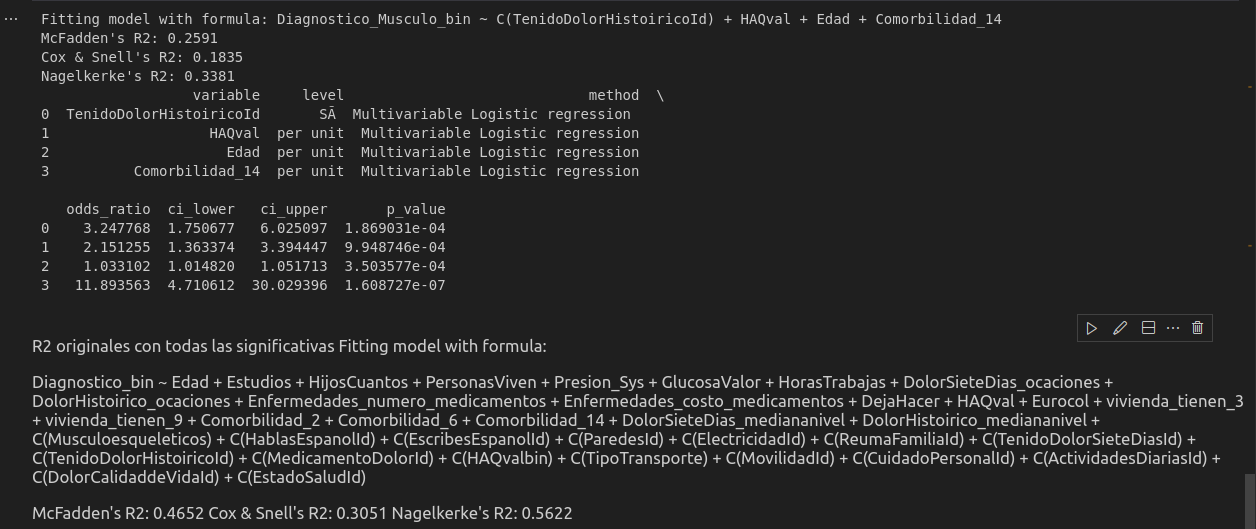 Fitting model with formula: Diagnostico_Musculo_bin ~ C(TenidoDolorHistoiricoId) + HAQval + Edad + Comorbilidad_14
McFadden's R2: 0.2591
Cox & Snell's R2: 0.1835
Nagelkerke's R2: 0.3381
variable level method \
0 TenidoDolorHistoiricoId SÃ Multivariable Logistic regression
1 HAQval per unit Multivariable Logistic regression
2 Edad per unit Multivariable Logistic regression
3 Comorbilidad_14 per unit Multivariable Logistic regression
odds_ratio ci_lower ci_upper p_value
0 3.247768 1.750677 6.025097 1.869031e-04
1 2.151255 1.363374 3.394447 9.948746e-04
2 1.033102 1.014820 1.051713 3.503577e-04
3 11.893563 4.710612 30.029396 1.608727e-07
R2 originales con todas las significativas Fitting model with formula:
Diagnostico_bin ~ Edad + Estudios + HijosCuantos + PersonasViven + Presion_Sys + GlucosaValor + HorasTrabajas + DolorSieteDias_ocaciones +
DolorHistoirico_ocaciones + Enfermedades_numero_medicamentos + Enfermedades_costo_medicamentos + DejaHacer + HAQval + Eurocol + vivienda_tienen_3
+ vivienda_tienen_9 + Comorbilidad_2 + Comorbilidad_6 + Comorbilidad_14 + DolorSieteDias_mediananivel + DolorHistoirico_mediananivel +
C(Musculoesqueleticos) + C(HablasEspanolId) + C(EscribesEspanolId) + C(ParedesId) + C(ElectricidadId) + C(ReumaFamiliaId) + C(TenidoDolorSieteDiasId) +
C(TenidoDolorHistoiricoId) + C(MedicamentoDolorId) + C(HAQvalbin) + C(TipoTransporte) + C(MovilidadId) + C(CuidadoPersonalId) + C(ActividadesDiariasId) +
C(DolorCalidaddeVidaId) + C(EstadoSaludId)
McFadden's R2: 0.4652 Cox & Snell's R2: 0.3051 Nagelkerke's R2: 0.5622